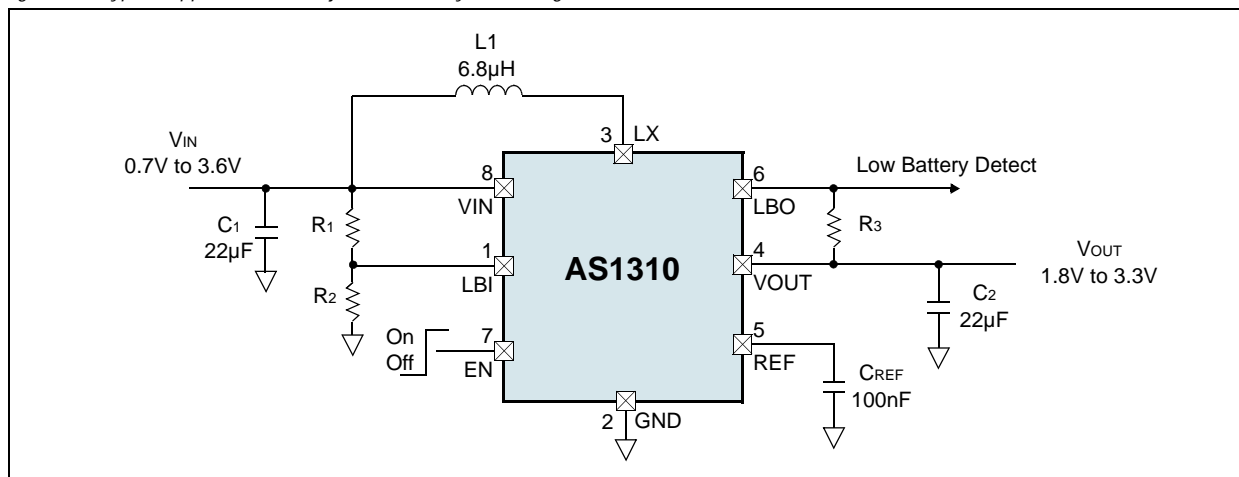 L1
6.8µH
3 LX
VIN
0.7V to 3.6V
8
VIN
6
LBO
Low Battery Detect
C1
22µF
R1
R3
1
LBI
AS1310
4
VOUT
VOUT
1.8V to 3.3V
R2
C2
22µF
On
Off
7
EN
5
REF
CREF
100nF
2 GND